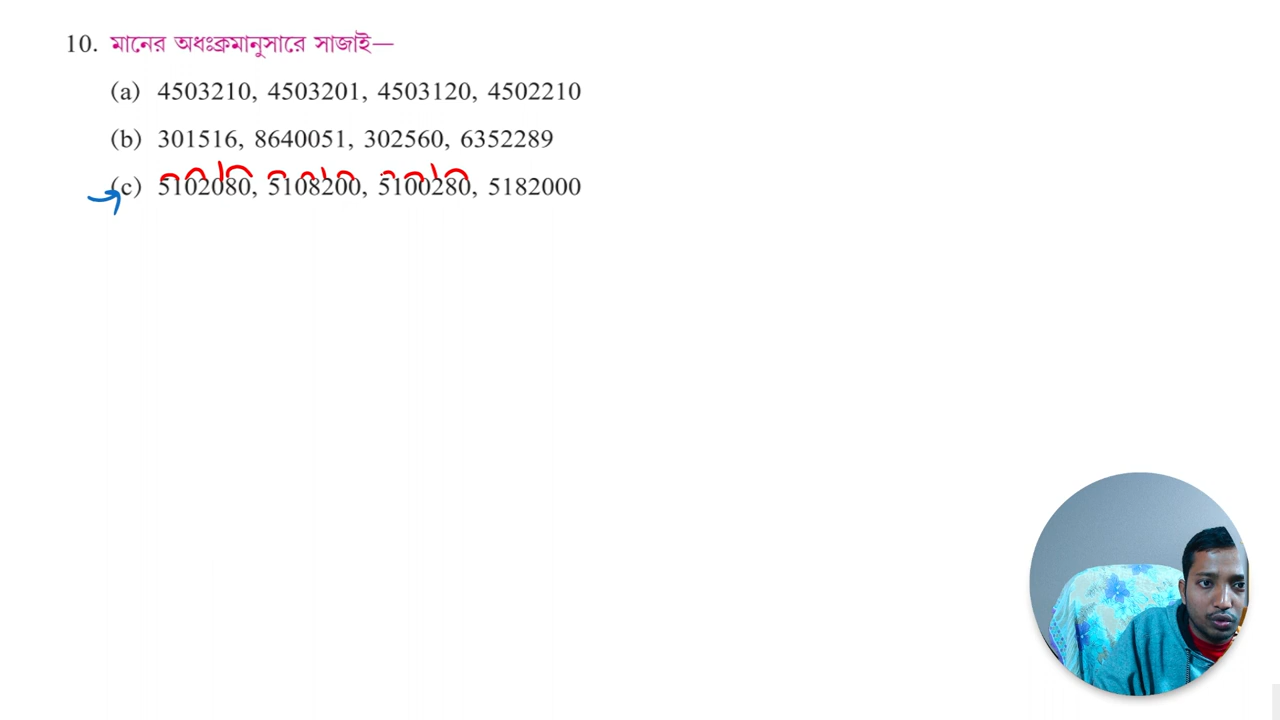 10. মানের অধঃক্রমানুসারে সাজাই—
(a) 4503210, 4503201, 4503120, 4502210
(b) 301516, 8640051, 302560, 6352289
(c) 5102080, 5108200, 5100280, 5182000